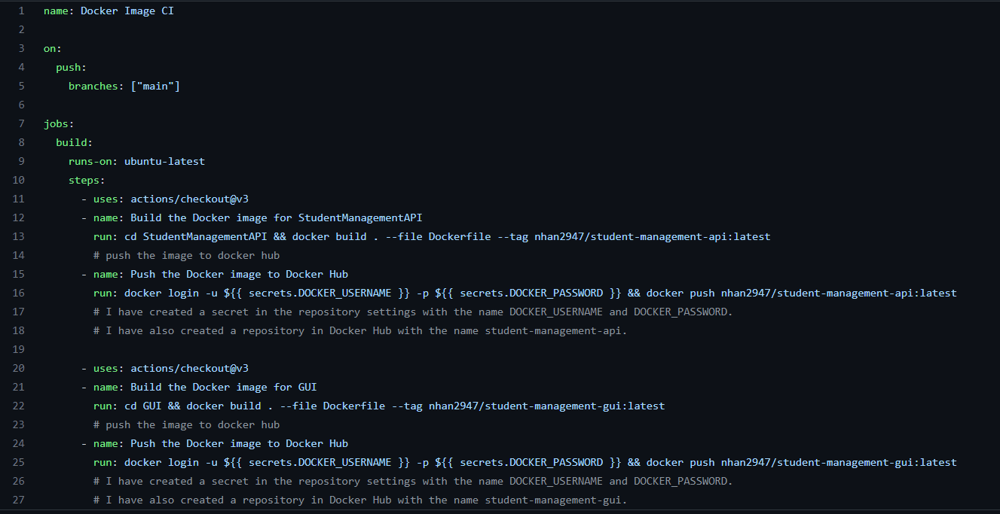 1 name: Docker Image CI
2
3 on:
4   push:
5     branches: ["main"]
6
7 jobs:
8   build:
9     runs-on: ubuntu-latest
10     steps:
11       - uses: actions/checkout@v3
12       - name: Build the Docker image for StudentManagementAPI
13         run: cd StudentManagementAPI && docker build . --file Dockerfile --tag nhan2947/student-management-api:latest
14         # push the image to docker hub
15       - name: Push the Docker image to Docker Hub
16         run: docker login -u ${{ secrets.DOCKER_USERNAME }} -p ${{ secrets.DOCKER_PASSWORD }} && docker push nhan2947/student-management-api:latest
17         # I have created a secret in the repository settings with the name DOCKER_USERNAME and DOCKER_PASSWORD.
18         # I have also created a repository in Docker Hub with the name student-management-api.
19
20       - uses: actions/checkout@v3
21       - name: Build the Docker image for GUI
22         run: cd GUI && docker build . --file Dockerfile --tag nhan2947/student-management-gui:latest
23         # push the image to docker hub
24       - name: Push the Docker image to Docker Hub
25         run: docker login -u ${{ secrets.DOCKER_USERNAME }} -p ${{ secrets.DOCKER_PASSWORD }} && docker push nhan2947/student-management-gui:latest
26         # I have created a secret in the repository settings with the name DOCKER_USERNAME and DOCKER_PASSWORD.
27         # I have also created a repository in Docker Hub with the name student-management-gui.